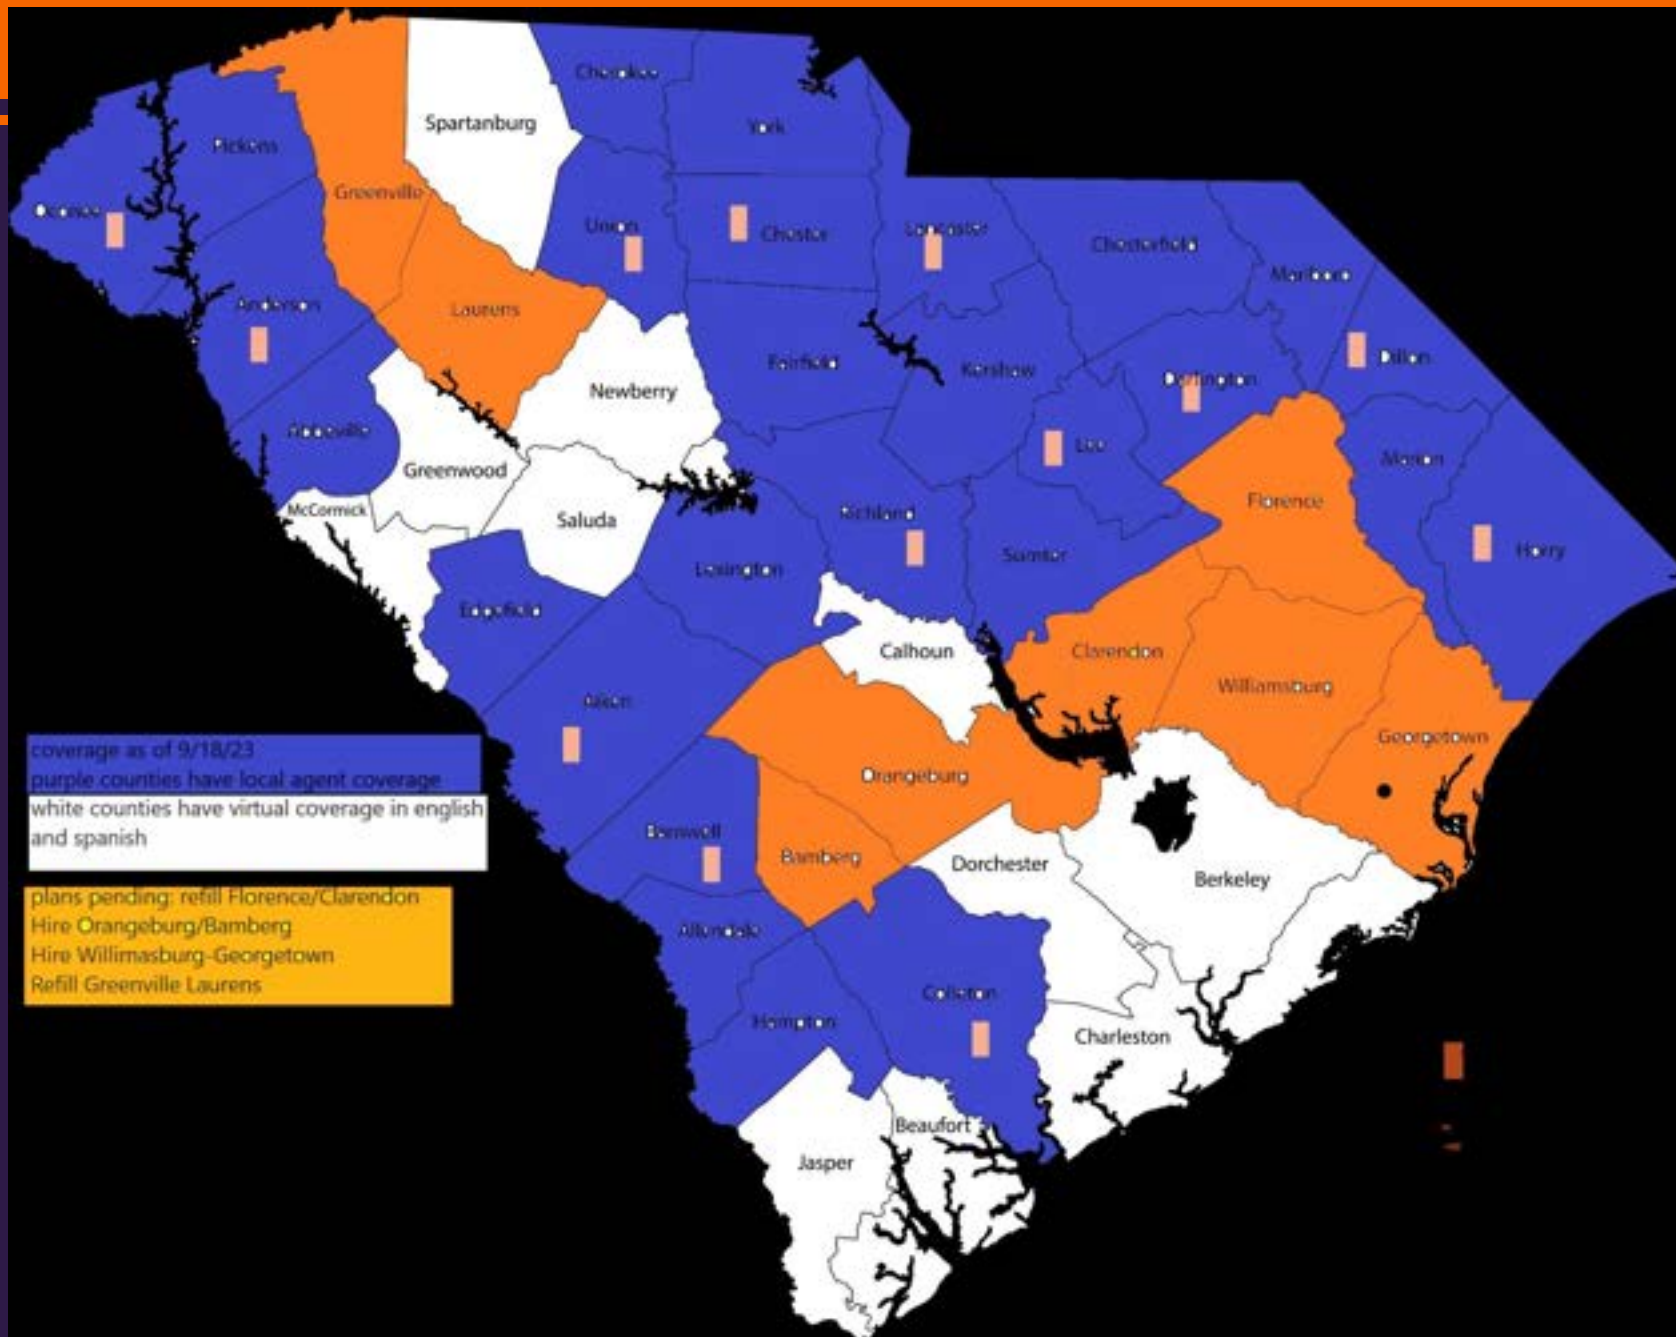 Cherokee
Spartanburg
York
Pickens
Greenville
Oconee
Union
Chester
Lancaster
Chesterfield
Marlboro
Anderson
Laurens
Fairfield
Kershaw
Dillon
Darlington
Newberry
Abbeville
Lee
Marion
Greenwood
Florence
McCormick
Saluda
Richland
Sumter
Horry
Lexington
Edgefield
Calhoun
Clarendon
Williamsburg
Aiken
Georgetown
coverage as of 9/18/23
purple counties have local agent coverage
white counties have virtual coverage in english
and spanish
Orangeburg
Barnwell
Bamberg
Dorchester
Berkeley
plans pending: refill Florence/Clarendon
Hire Orangeburg/Bamberg
Hire Willimasburg-Georgetown
Refill Greenville Laurens
Allendale
Colleton
Hampton
Charleston
Beaufort
Jasper